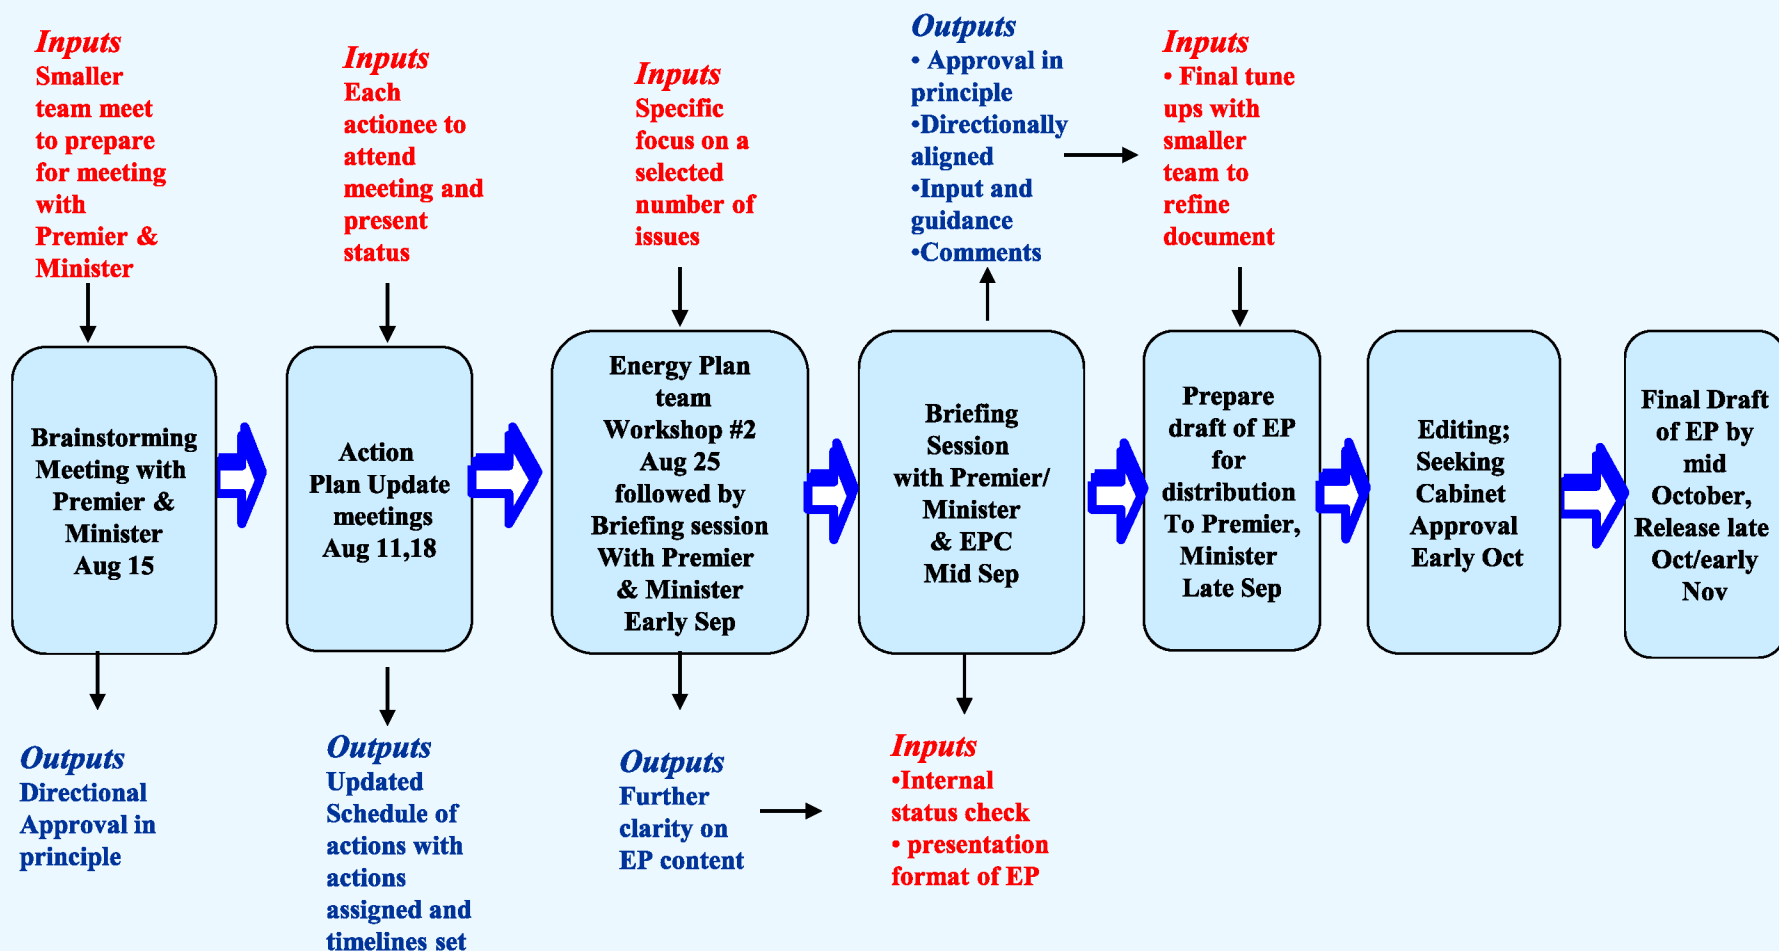 Inputs
Smaller
team meet
to prepare
for meeting
with
Premier &
Minister
Inputs
Each
actionee to
attend
meeting and
present
status
Inputs
Specific
focus on a
selected
number of
issues
Outputs
• Approval in
principle
•Directionally
aligned
•Input and
guidance
•Comments
Inputs
• Final tune
ups with
smaller
team to
refine
document
Brainstorming
Meeting with
Premier &
Minister
Aug 15
Action
Plan Update
meetings
Aug 11,18
Energy Plan
team
Workshop #2
Aug 25
followed by
Briefing session
With Premier
& Minister
Early Sep
Briefing
Session
with Premier/
Minister
& EPC
Mid Sep
Prepare
draft of EP
for
distribution
To Premier,
Minister
Late Sep
Editing;
Seeking
Cabinet
Approval
Early Oct
Final Draft
of EP by
mid
October,
Release late
Oct/early
Nov
Outputs
Directional
Approval in
principle
Outputs
Updated
Schedule of
actions with
actions
assigned and
timelines set
Outputs
Further
clarity on
EP content
Inputs
•Internal
status check
• presentation
format of EP